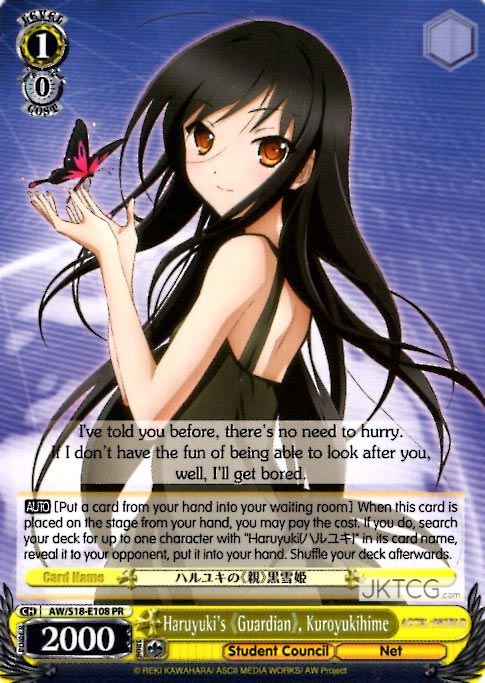 LEVEL
1
0
COST
I've told you before, there's no need to hurry.
If I don't have the fun of being able to look after you,
well, I'll get bored.
AUTO [Put a card from your hand into your waiting room] When this card is
placed on the stage from your hand, you may pay the cost. If you do, search
your deck for up to one character with "Haruyuki(ハルユキ)" in its card name,
reveal it to your opponent, put it into your hand. Shuffle your deck afterwards.
Card Name
ハルユキの《親》黒雪姫
JKTCG.com
CH
AW/S18-E108 PR
Haruyuki's 《Guardian》, Kuroyukihime
POWER
2000
SOUL
Student Council
Net
© REKI KAWAHARA/ ASCII MEDIA WORKS/ AW Project